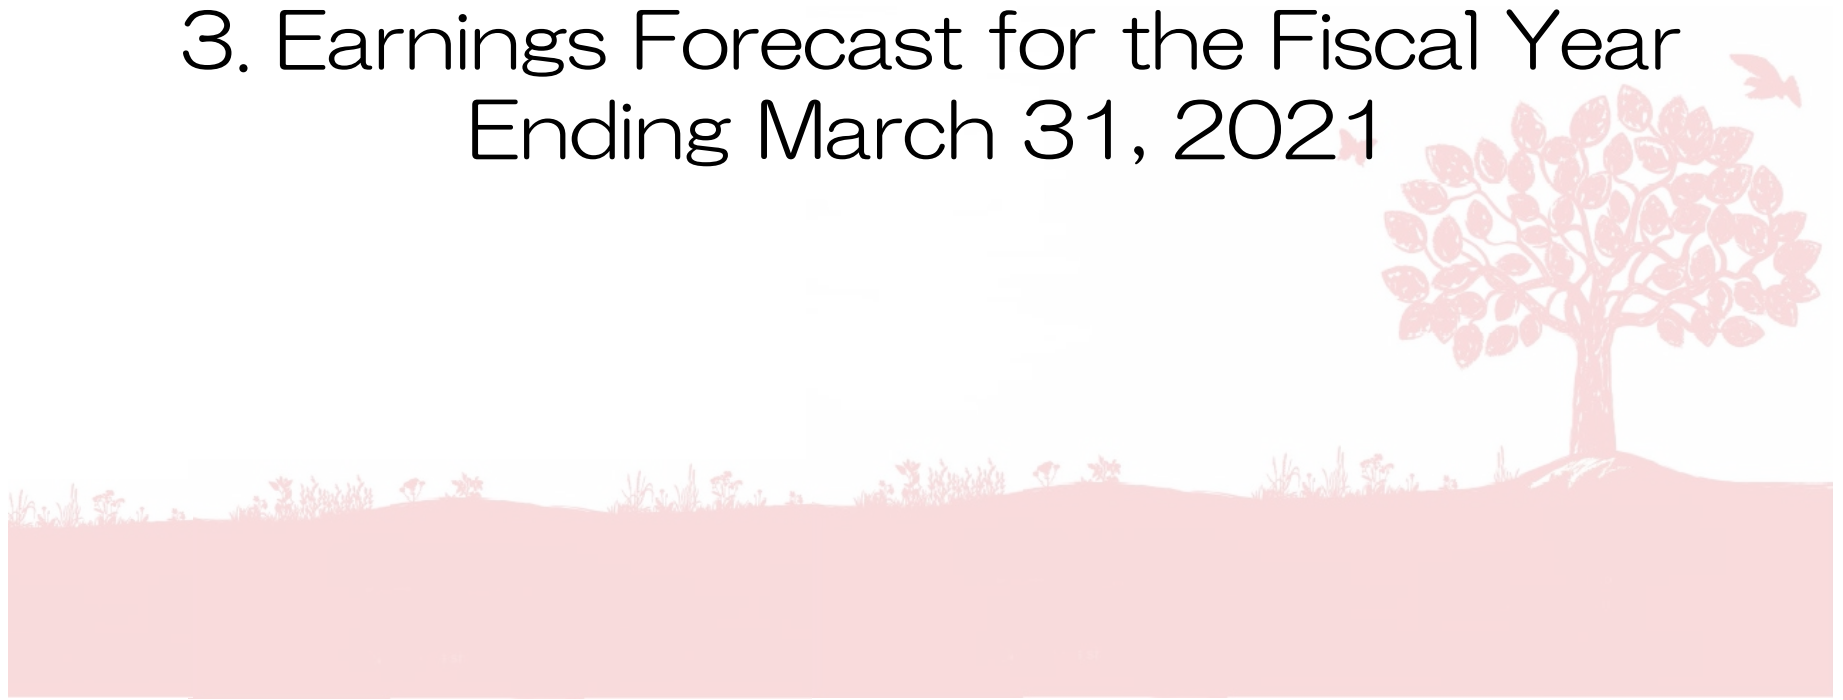 3. Earnings Forecast for the Fiscal Year
Ending March 31, 2021